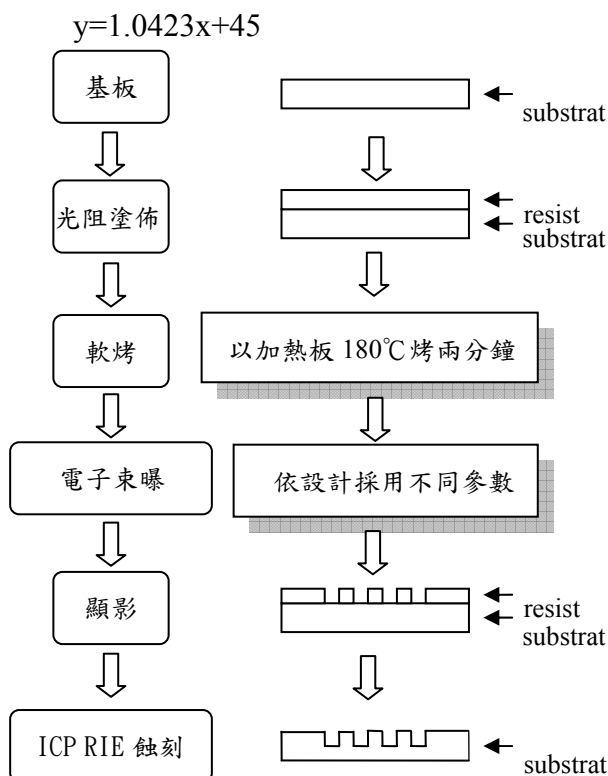 y=1.0423x+45
基板
substrat
光阻塗佈
resist
substrat
軟烤
以加熱板 180℃烤兩分鐘
電子束曝
依設計採用不同參數
顯影
resist
substrat
ICP RIE 蝕刻
substrat